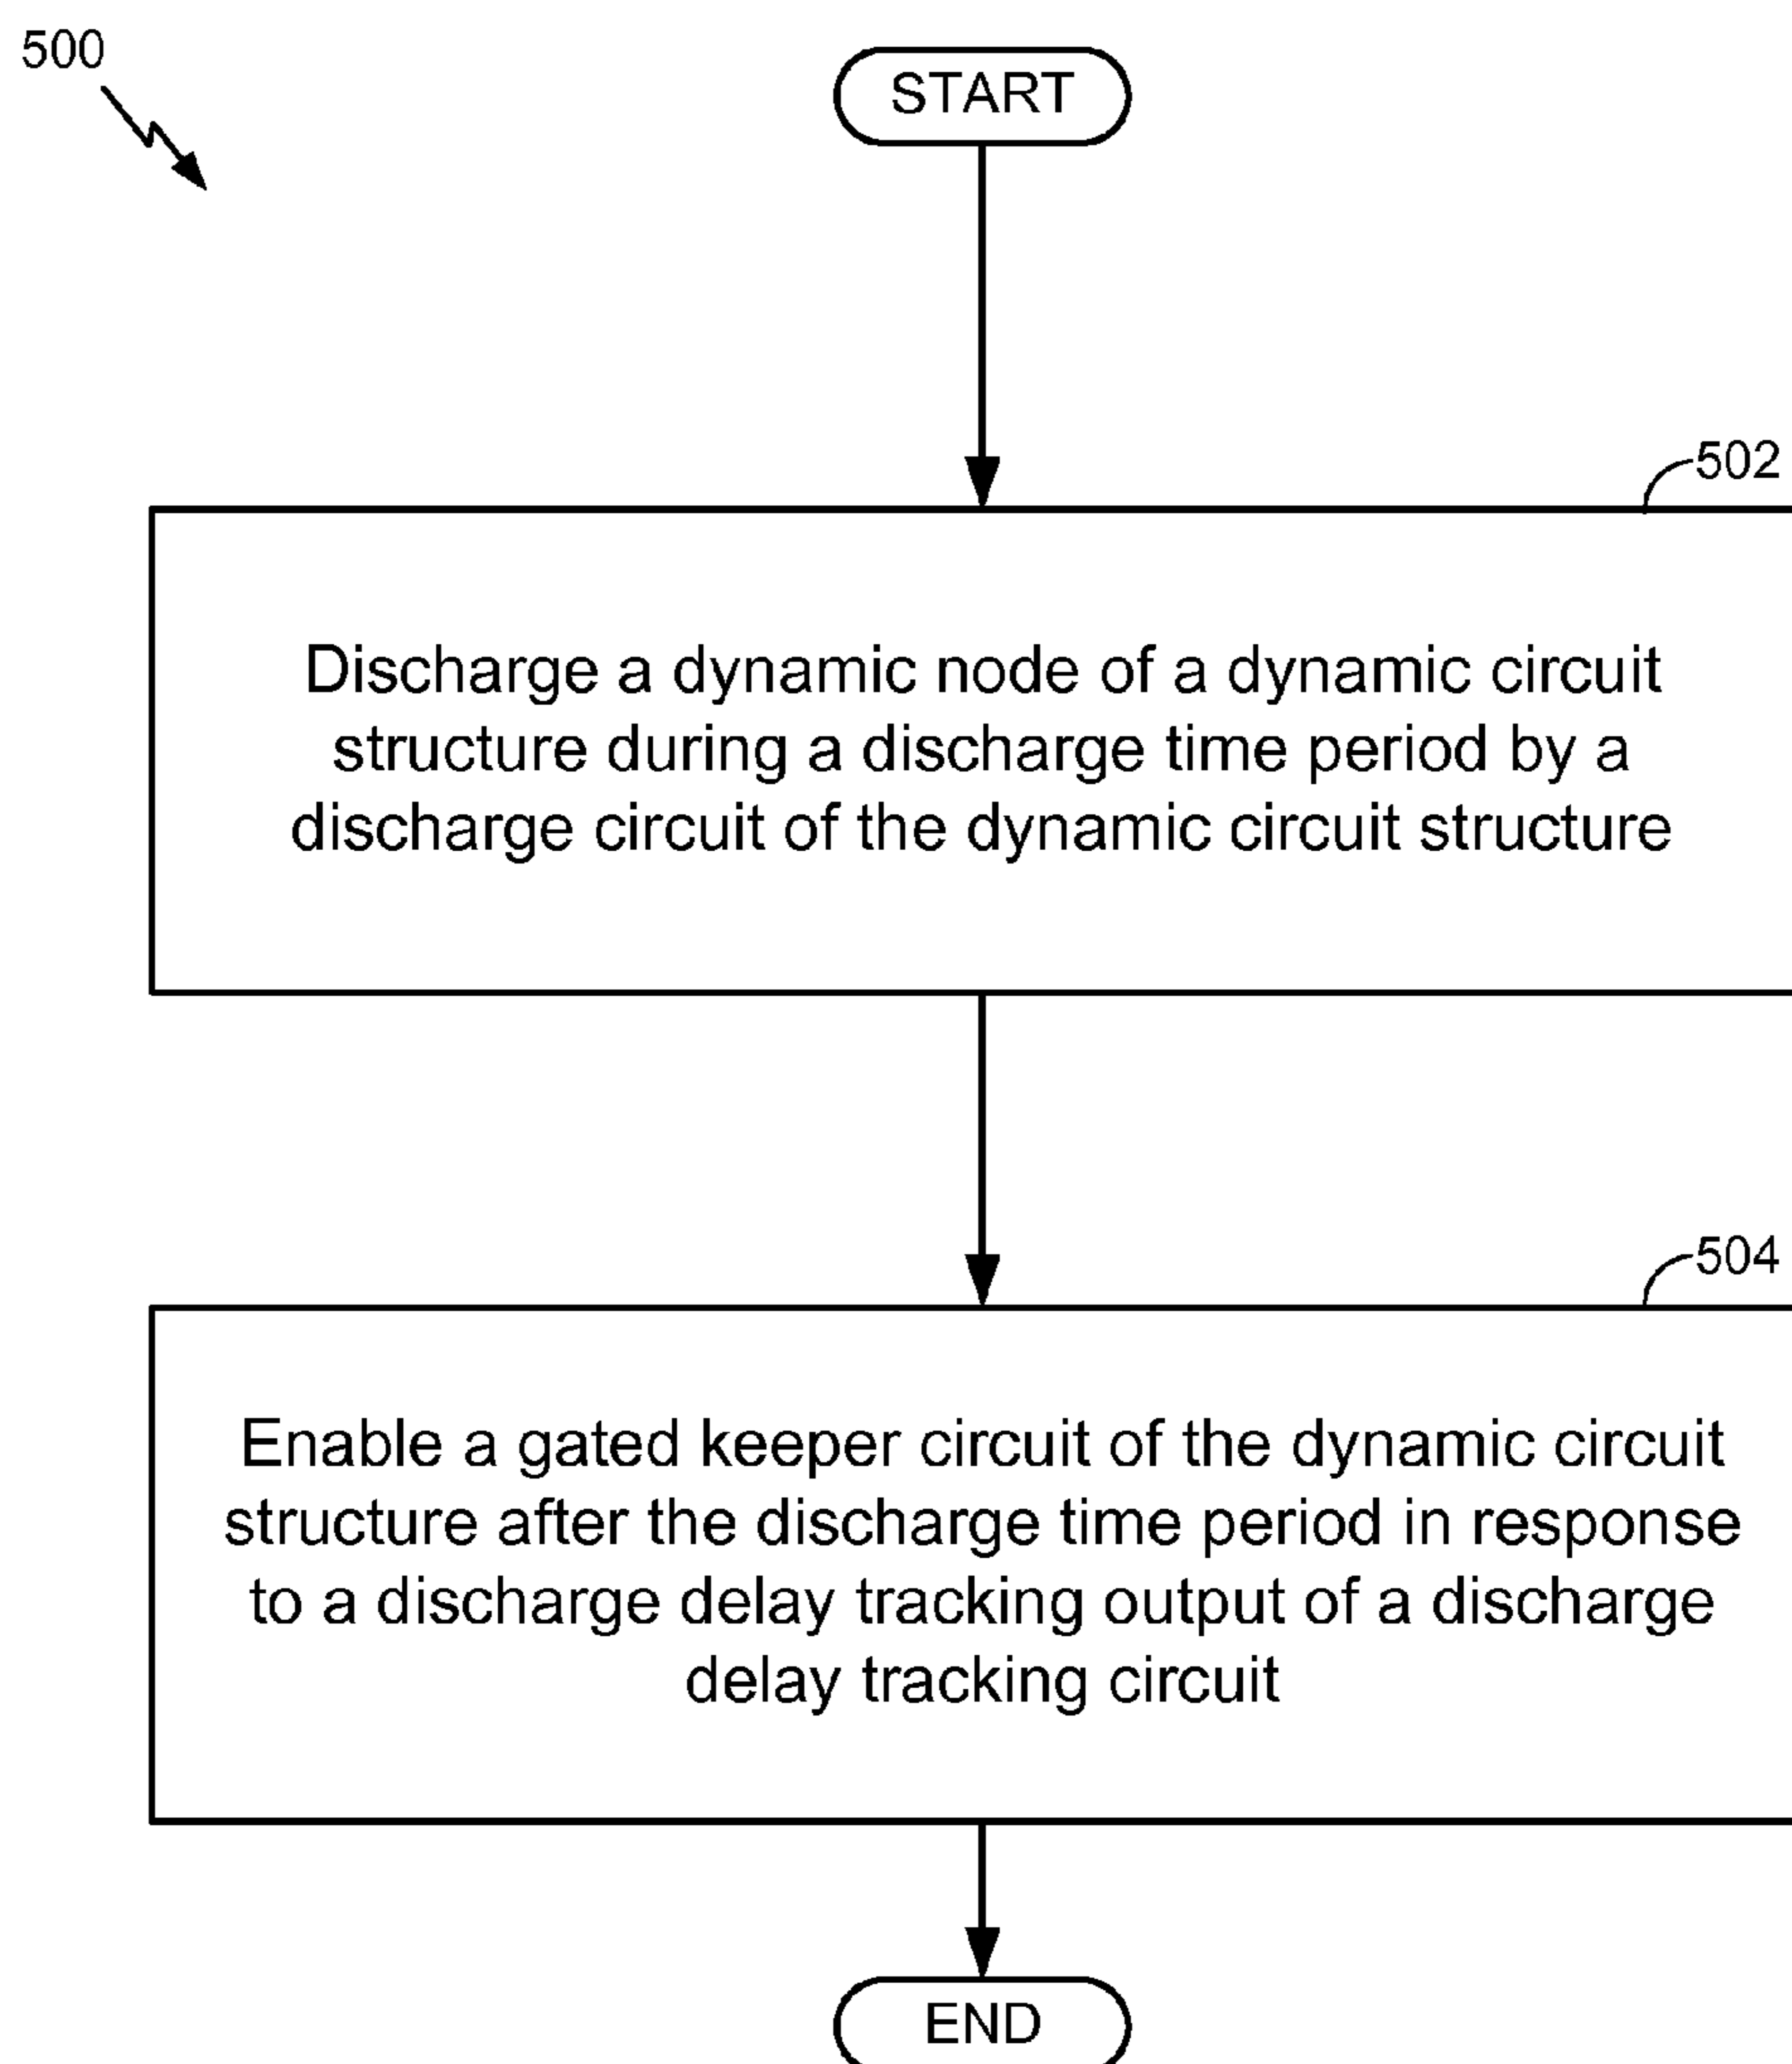 500
START
502
Discharge a dynamic node of a dynamic circuit
structure during a discharge time period by a
discharge circuit of the dynamic circuit structure
504
Enable a gated keeper circuit of the dynamic circuit
structure after the discharge time period in response
to a discharge delay tracking output of a discharge
delay tracking circuit
END